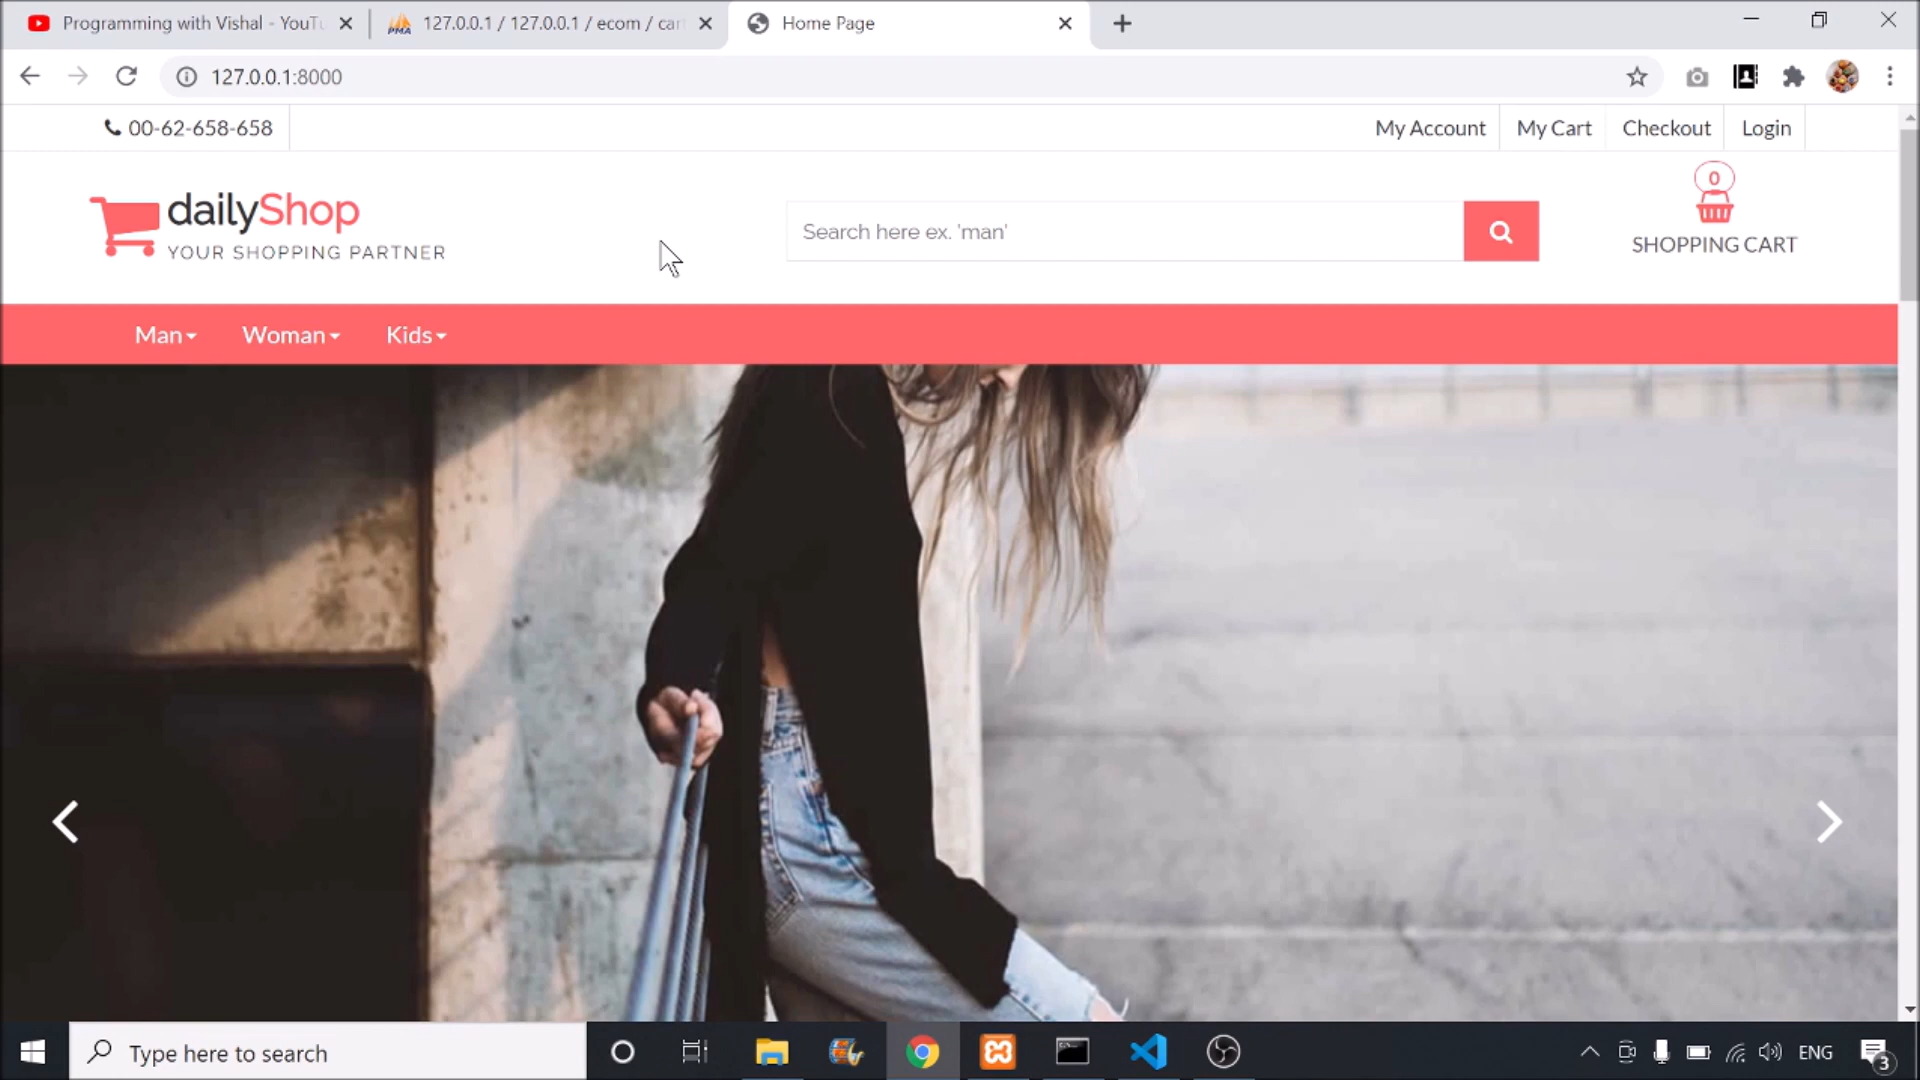 Programming with Vishal - YouTu
127.0.0.1 / 127.0.0.1 / ecom / car
Home Page
127.0.0.1:8000
00-62-658-658
My Account
My Cart
Checkout
Login
dailyShop
YOUR SHOPPING PARTNER
Search here ex. 'man'
0
SHOPPING CART
Man
Woman
Kids
Type here to search
ENG
3
PMA